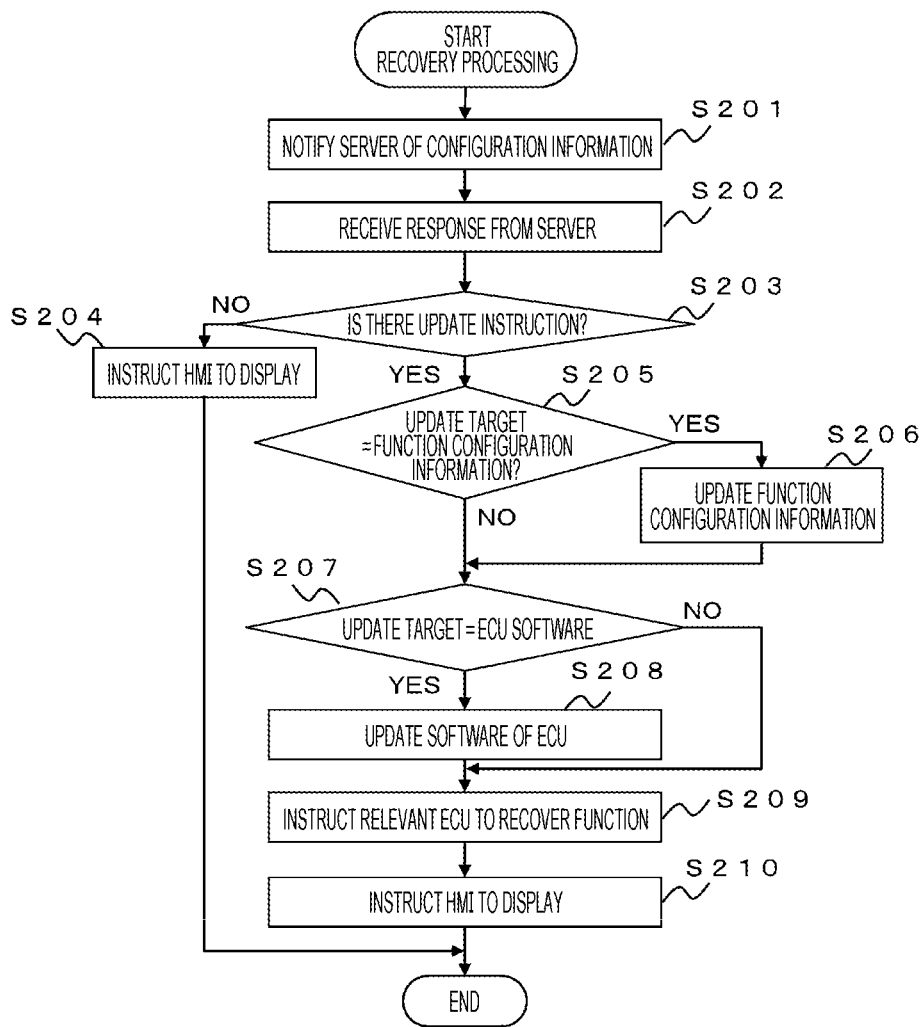 START
RECOVERY PROCESSING
S201
NOTIFY SERVER OF CONFIGURATION INFORMATION
S202
RECEIVE RESPONSE FROM SERVER
S203
IS THERE UPDATE INSTRUCTION?
NO
S204
INSTRUCT HMI TO DISPLAY
YES
S205
UPDATE TARGET
=FUNCTION CONFIGURATION
INFORMATION?
YES
S206
UPDATE FUNCTION
CONFIGURATION INFORMATION
NO
S207
UPDATE TARGET=ECU SOFTWARE
NO
YES
S208
UPDATE SOFTWARE OF ECU
S209
INSTRUCT RELEVANT ECU TO RECOVER FUNCTION
S210
INSTRUCT HMI TO DISPLAY
END